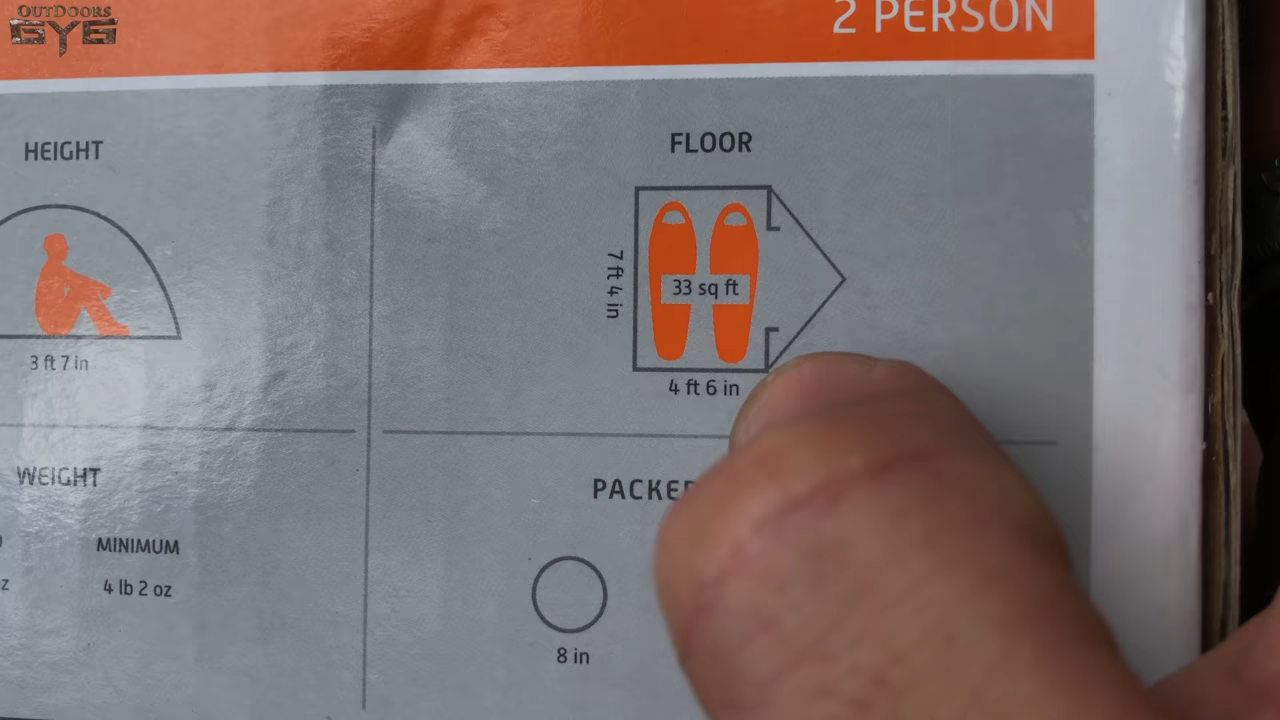 OUTDOORS
GYG
2 PERSON
HEIGHT
3 ft 7 in
FLOOR
7 ft 4 in
33 sq ft
4 ft 6 in
WEIGHT
MINIMUM
4 lb 2 oz
PACKED
8 in